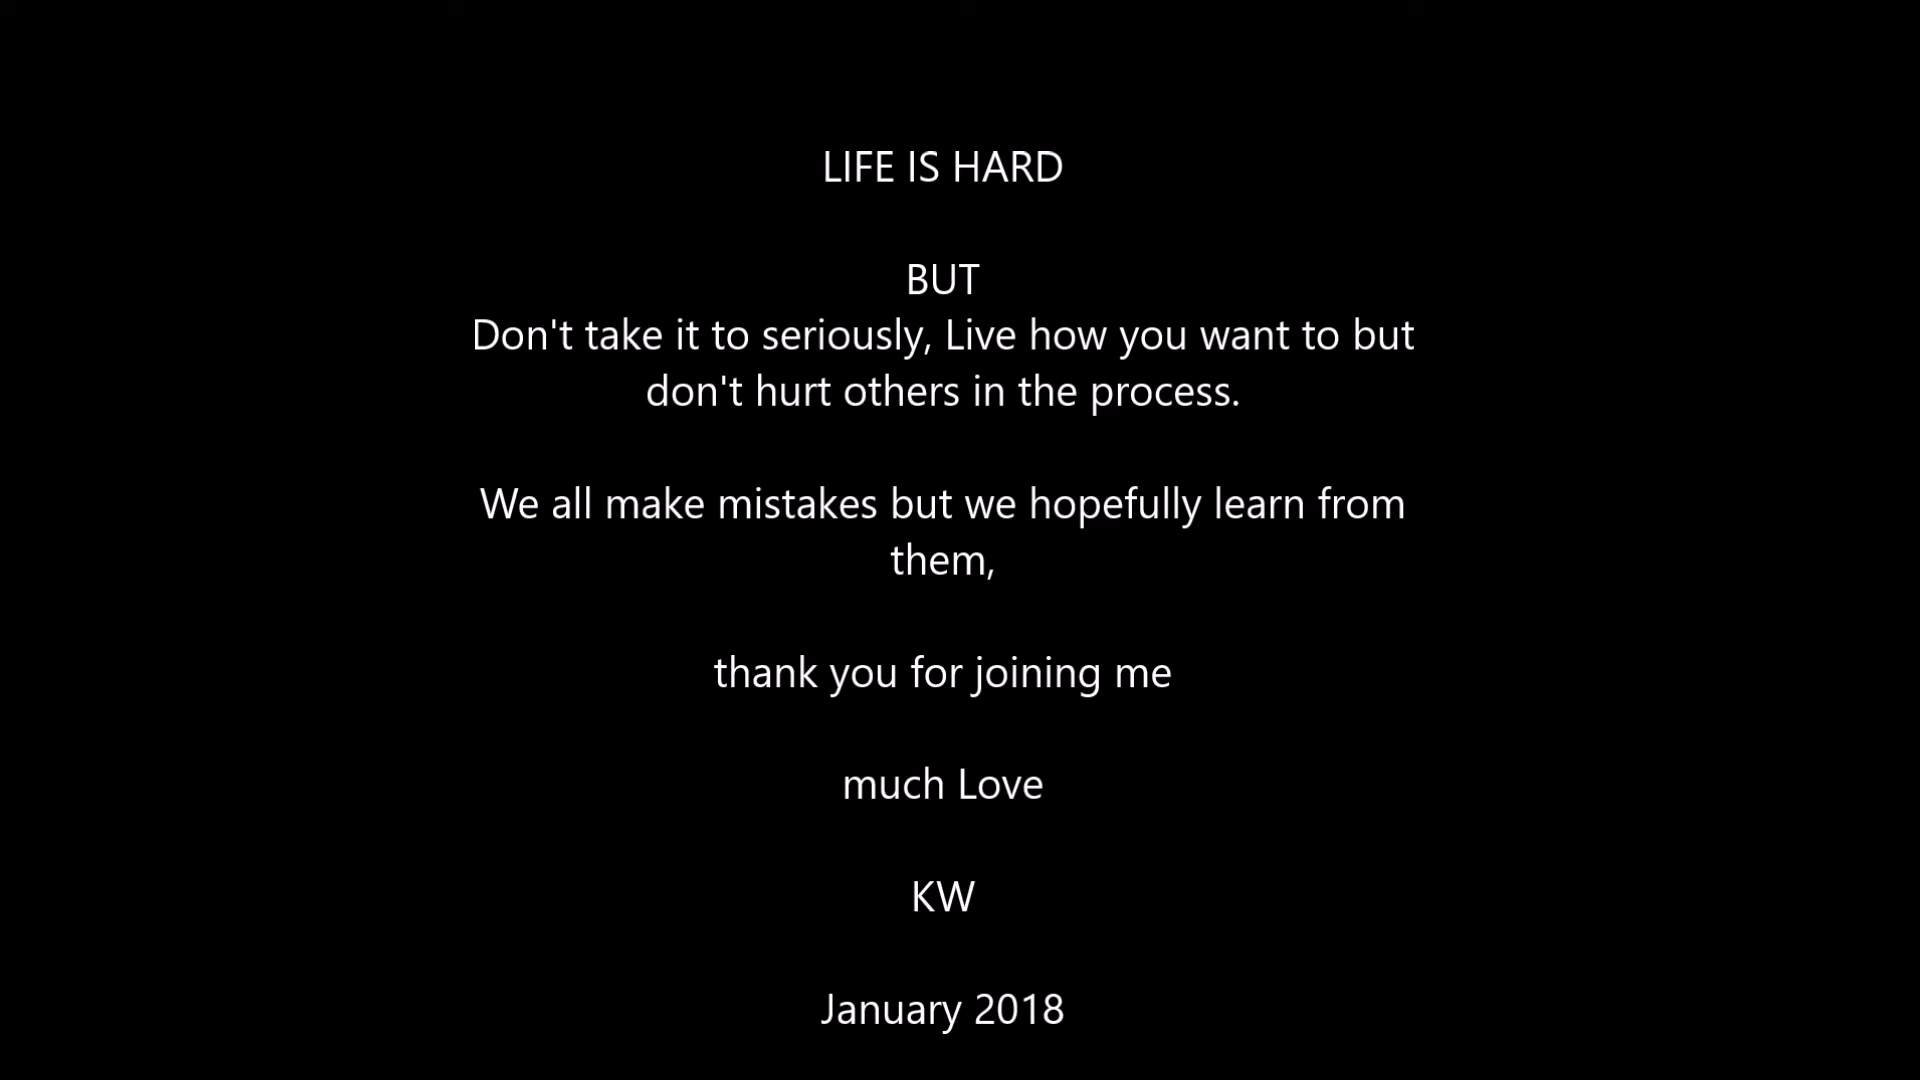 LIFE IS HARD
BUT
Don't take it to seriously, Live how you want to but
don't hurt others in the process.
We all make mistakes but we hopefully learn from
them,
thank you for joining me
much Love
KW
January 2018